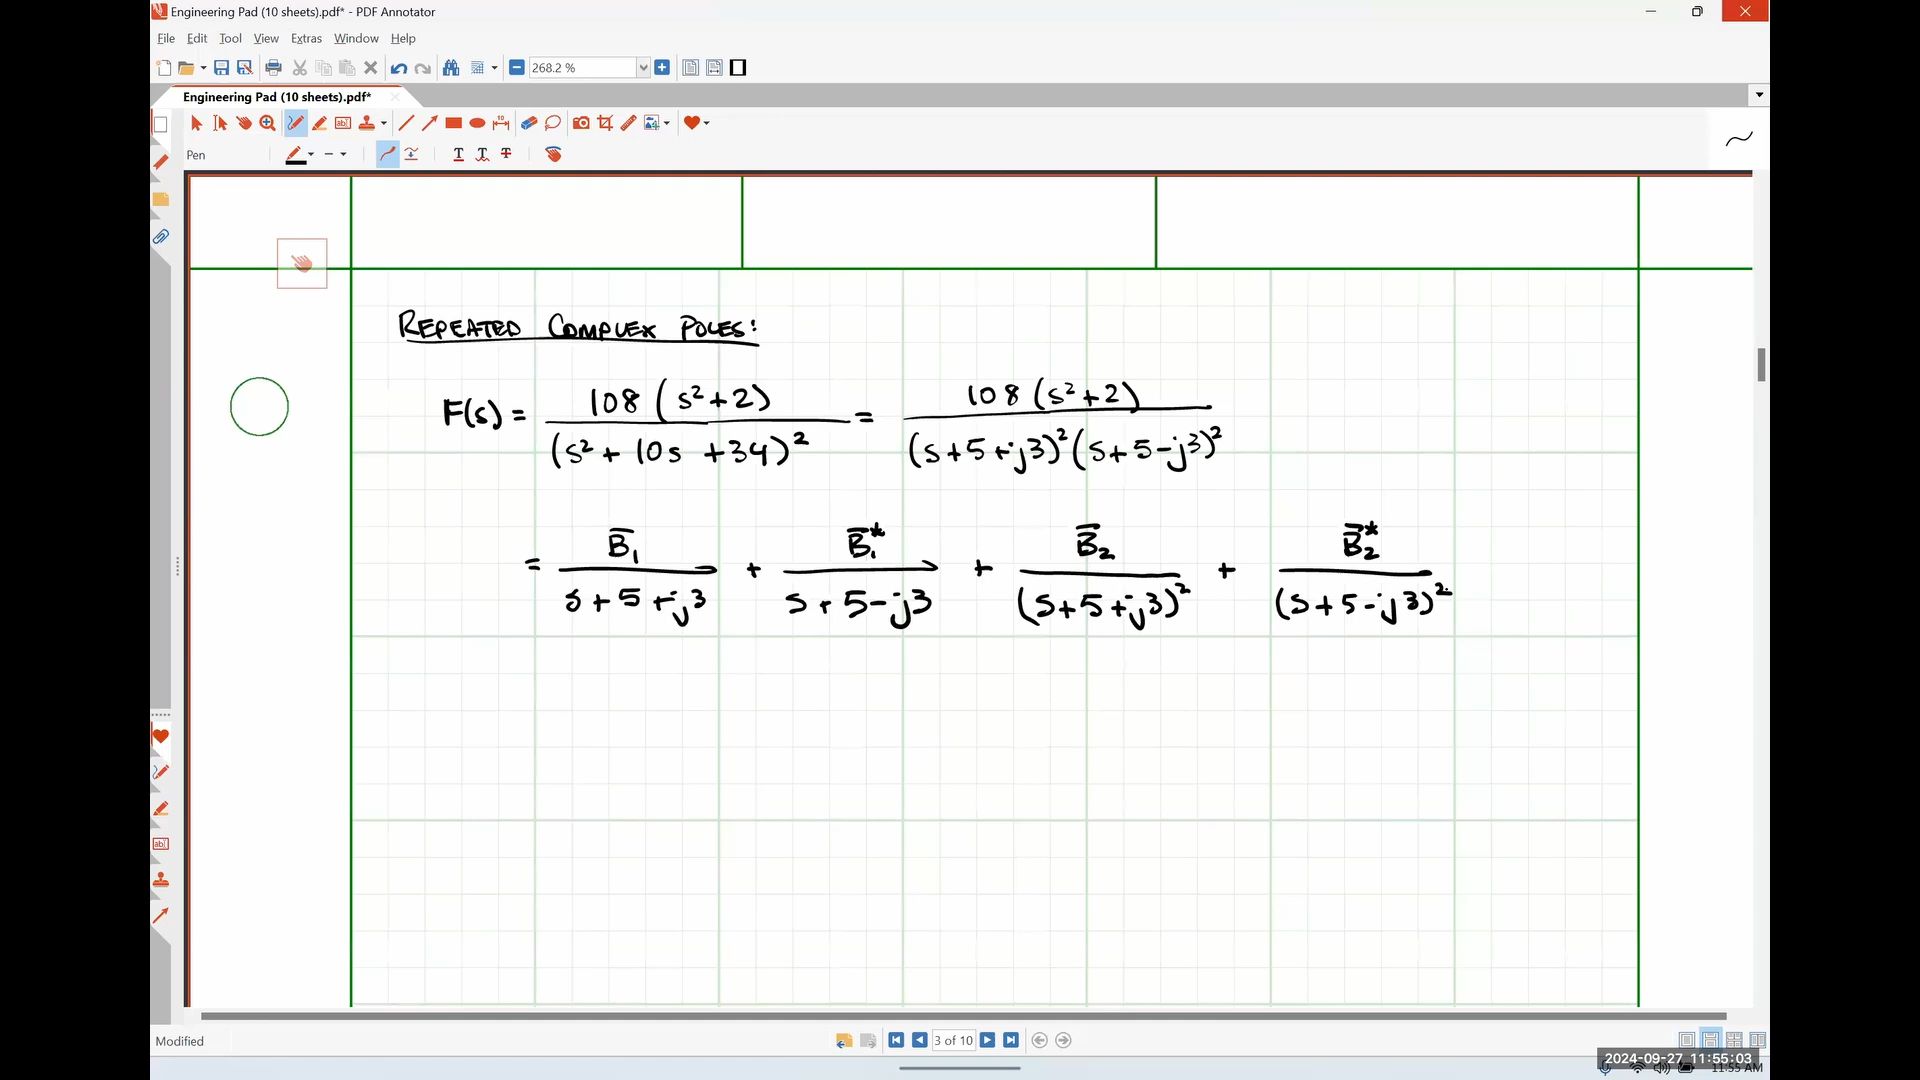 Engineering Pad (10 sheets).pdf* - PDF Annotator
File Edit Tool View Extras Window Help
268.2 %
Engineering Pad (10 sheets).pdf*
Pen
REPEATED COMPLEX POLES:
F(s) = 108 (s²+2) / (s² + 10s +34)² = 108 (s²+2) / (s+5+j3)²(s+5-j3)²
= B̅₁ / s+5+j3 + B̅₁* / s+5-j3 + B̅₂ / (s+5+j3)² + B̅₂* / (s+5-j3)²
Modified
3 of 10
2024-09-27 11:55:03
11:55 AM